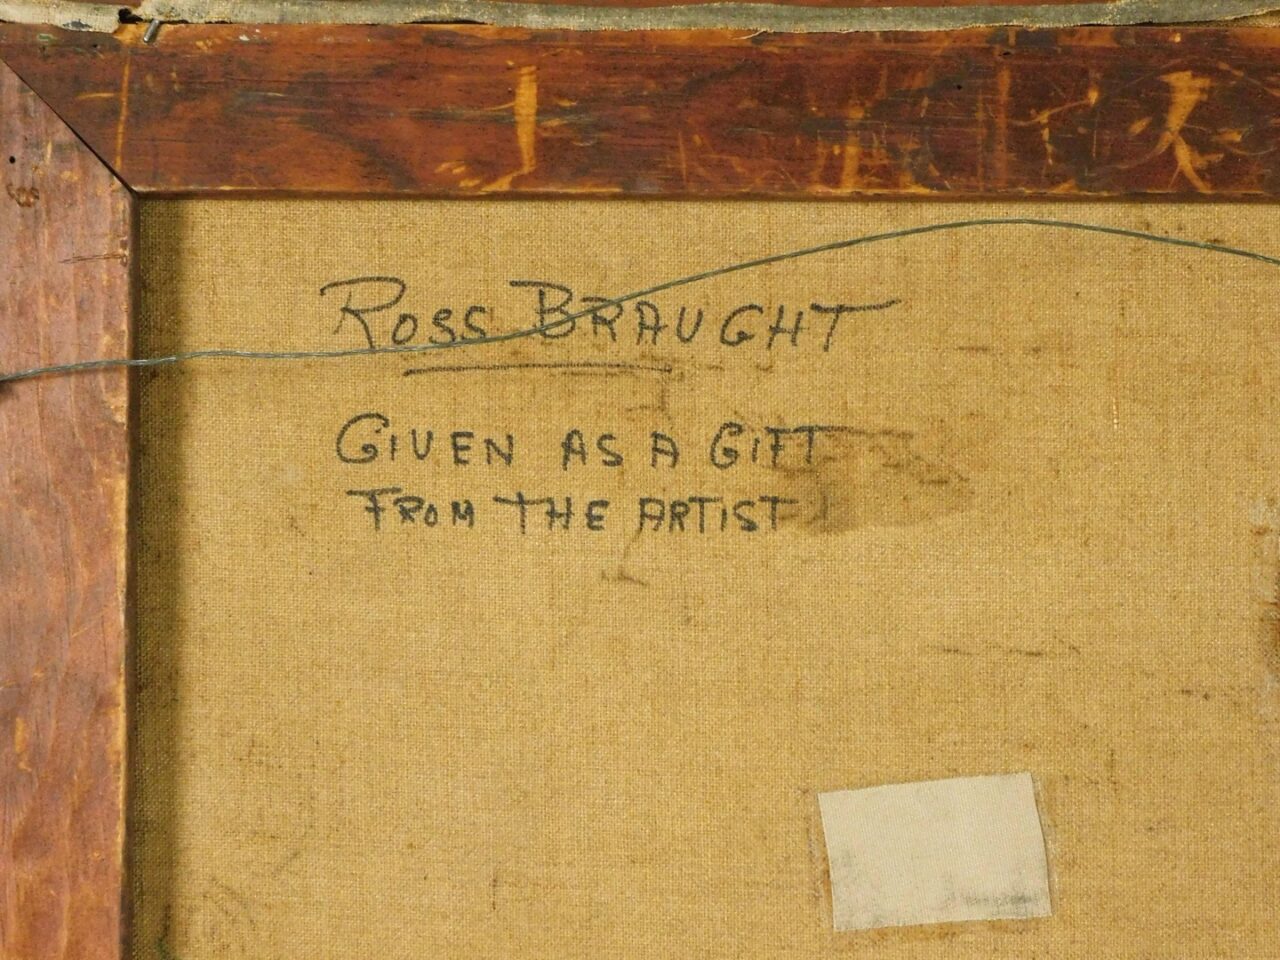 ROSS BRAUGHT
GIVEN AS A GIFT
FROM THE ARTIST